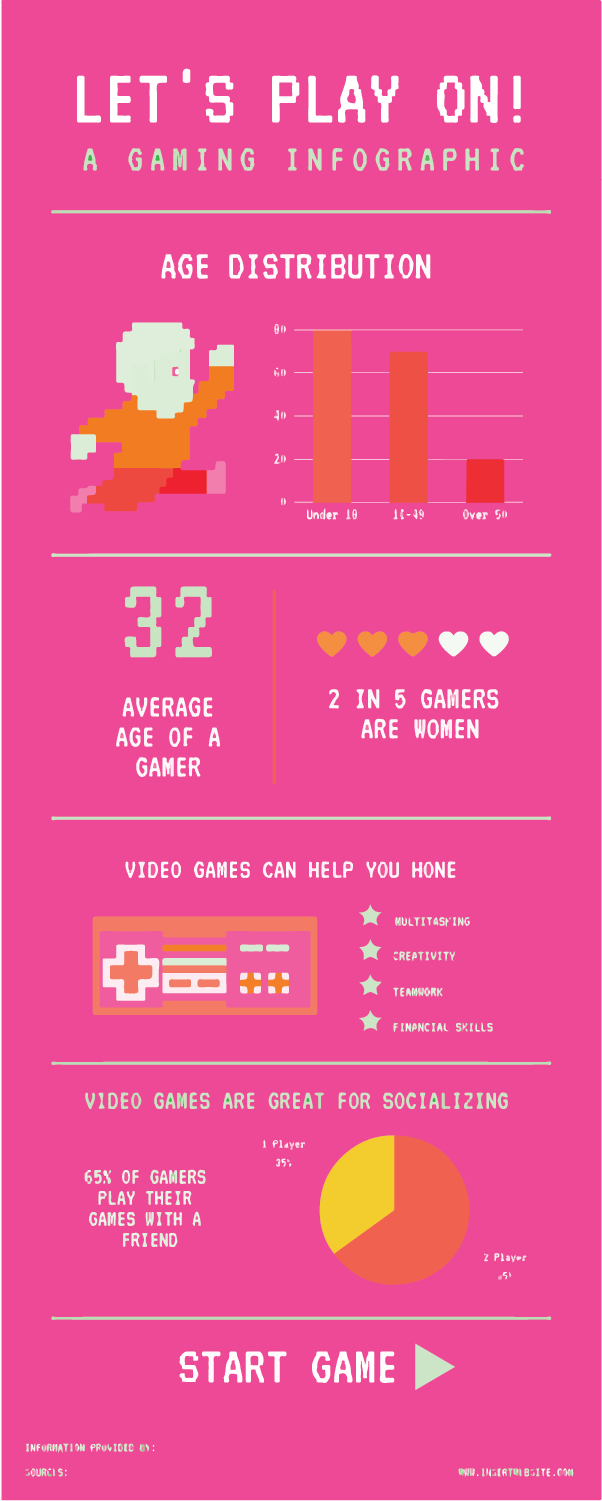 LET'S PLAY ON!
A GAMING INFOGRAPHIC
AGE DISTRIBUTION
80
60
40
20
0
Under 18
18-49
Over 50
32
AVERAGE
AGE OF A
GAMER
2 IN 5 GAMERS
ARE WOMEN
VIDEO GAMES CAN HELP YOU HONE
MULTITASKING
CREATIVITY
TEAMWORK
FINANCIAL SKILLS
VIDEO GAMES ARE GREAT FOR SOCIALIZING
1 Player
35%
65% OF GAMERS
PLAY THEIR
GAMES WITH A
FRIEND
2 Player
START GAME
INFORMATION PROVIDED BY:
SOURCES:
WWW.INSERTWEBSITE.COM